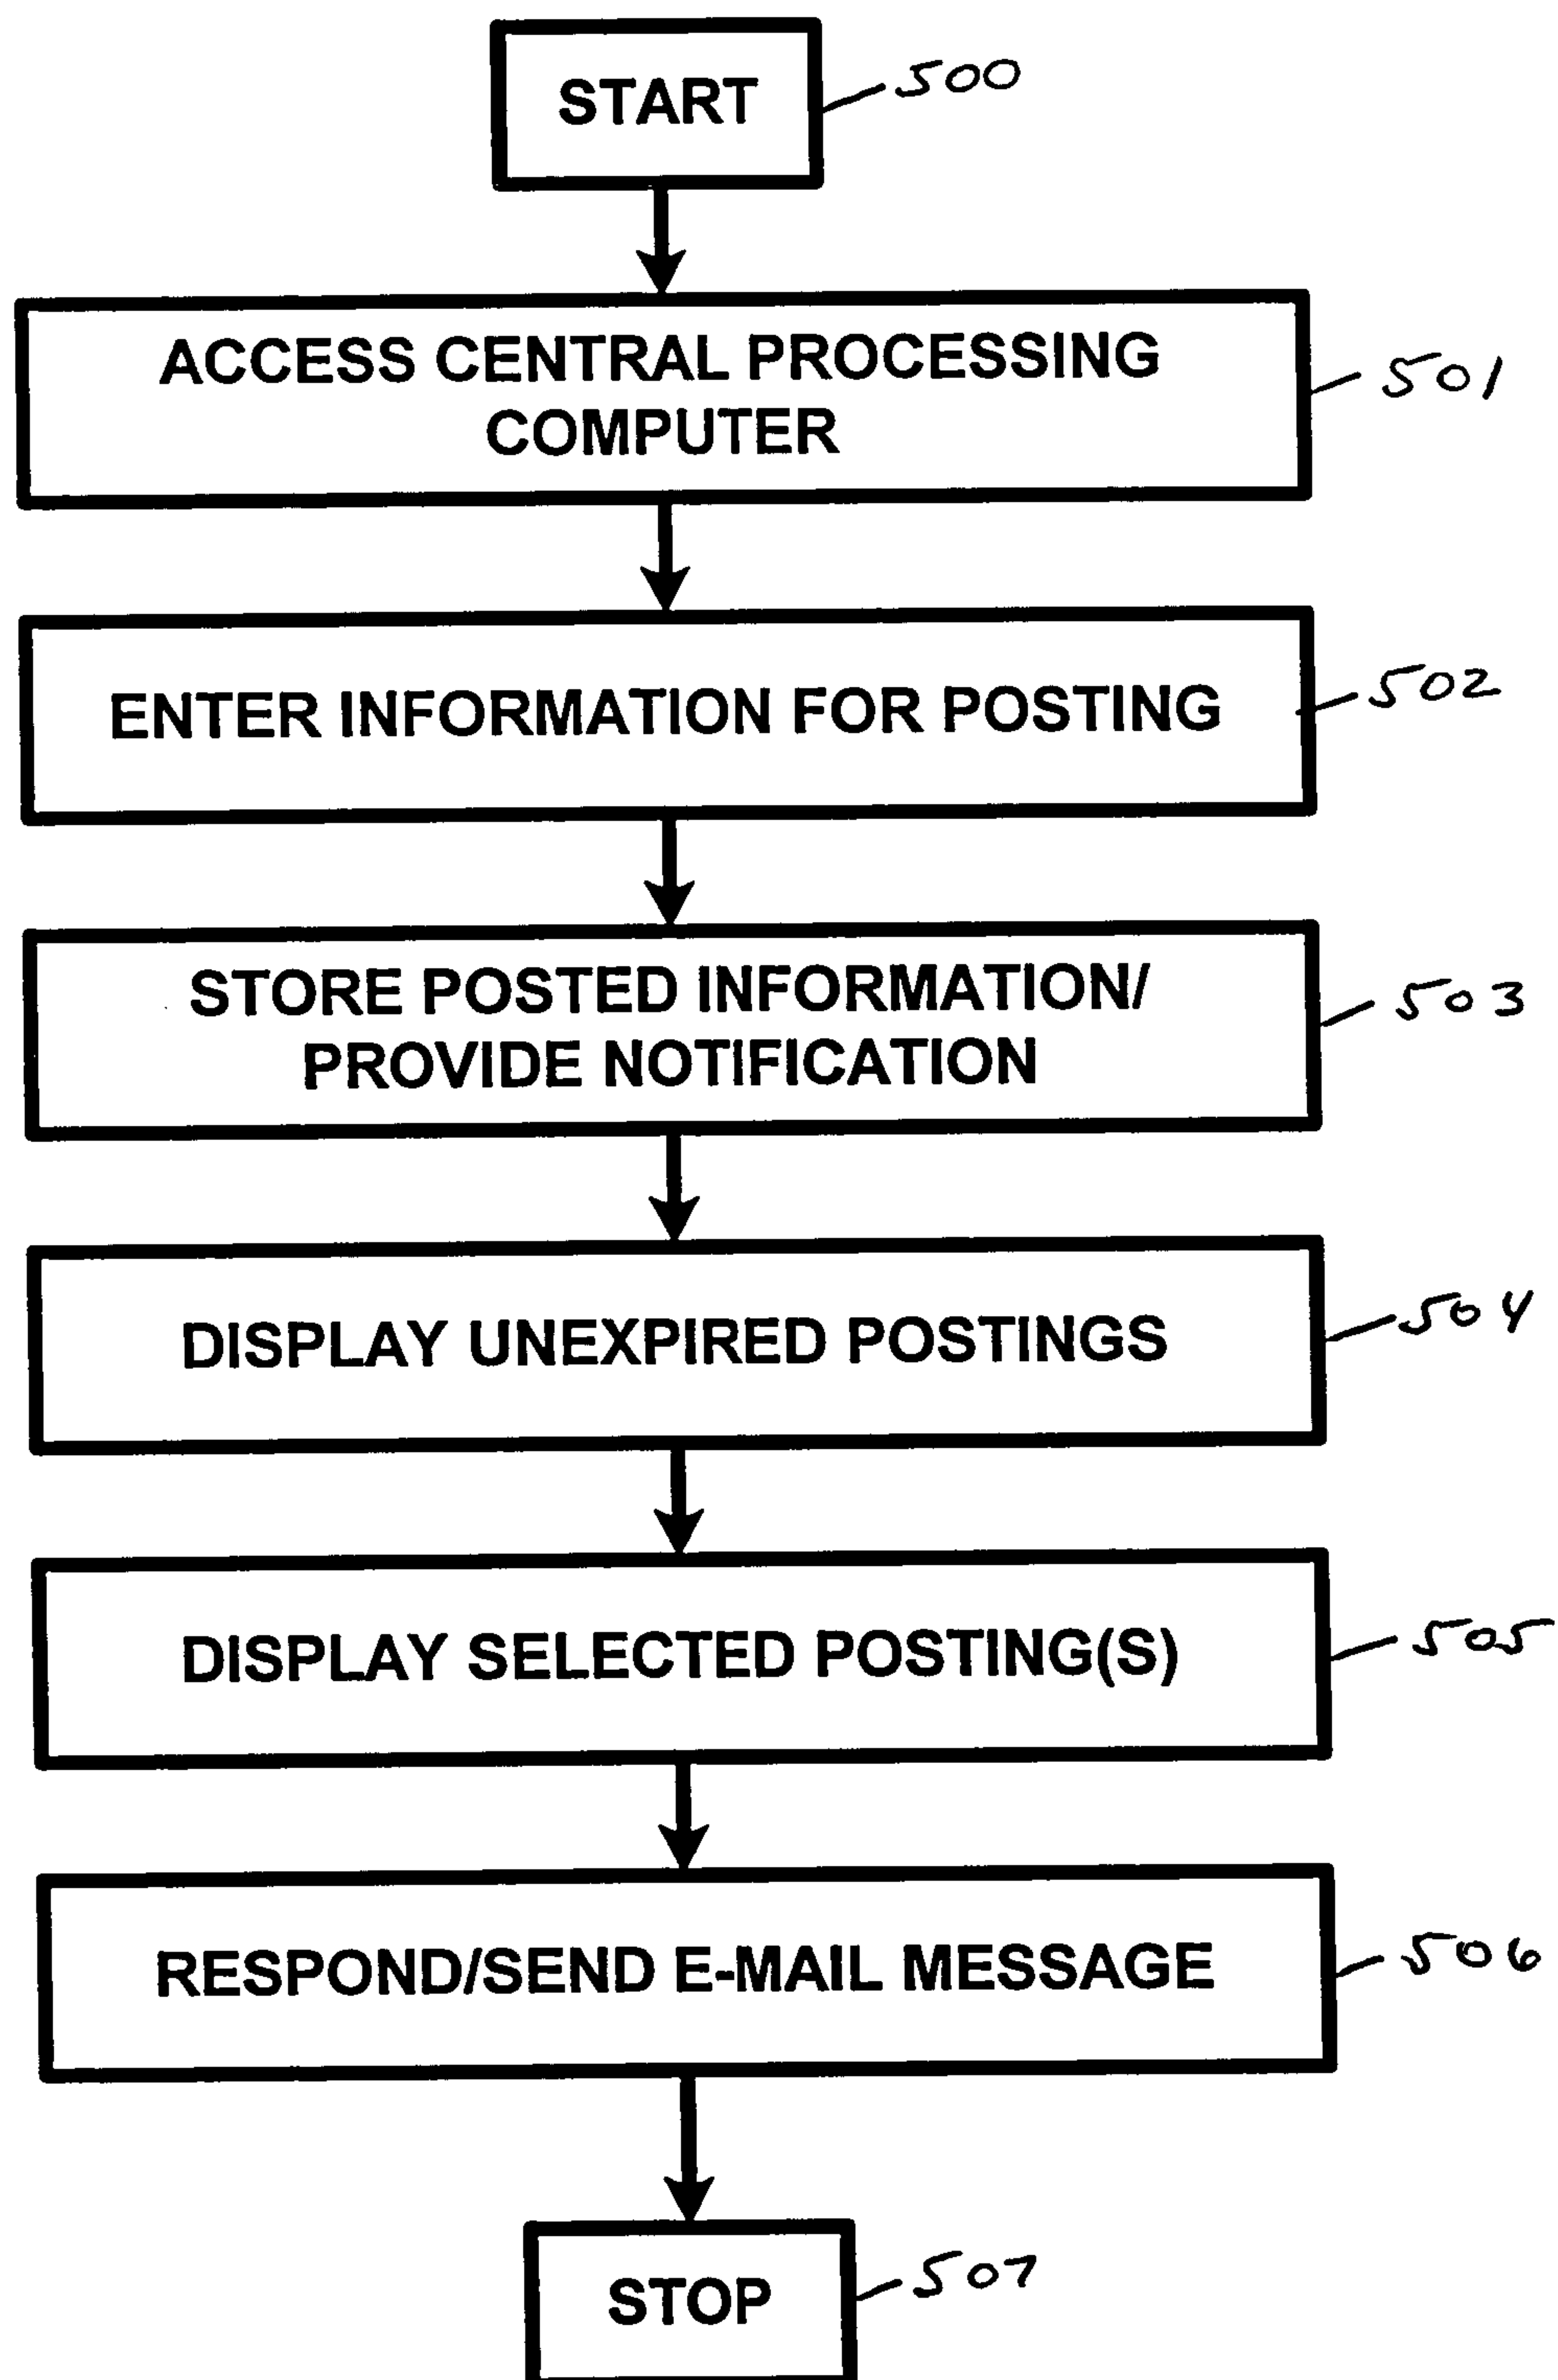 START
500
ACCESS CENTRAL PROCESSING
COMPUTER
501
ENTER INFORMATION FOR POSTING
502
STORE POSTED INFORMATION/
PROVIDE NOTIFICATION
503
DISPLAY UNEXPIRED POSTINGS
504
DISPLAY SELECTED POSTING(S)
505
RESPOND/SEND E-MAIL MESSAGE
506
STOP
507